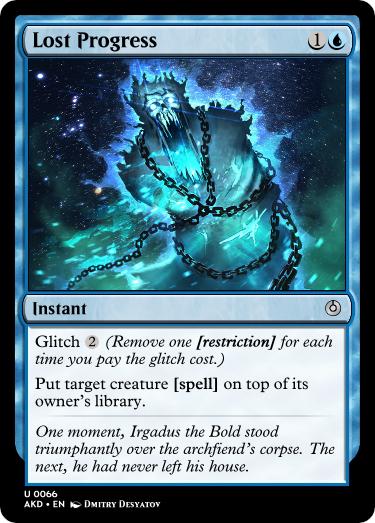 Lost Progress 1
Instant
Glitch 2 (Remove one [restriction] for each
time you pay the glitch cost.)
Put target creature [spell] on top of its
owner's library.
One moment, Irgadus the Bold stood
triumphantly over the archfiend's corpse. The
next, he had never left his house.
U 0066
AKD • EN Dmitry Desyatov